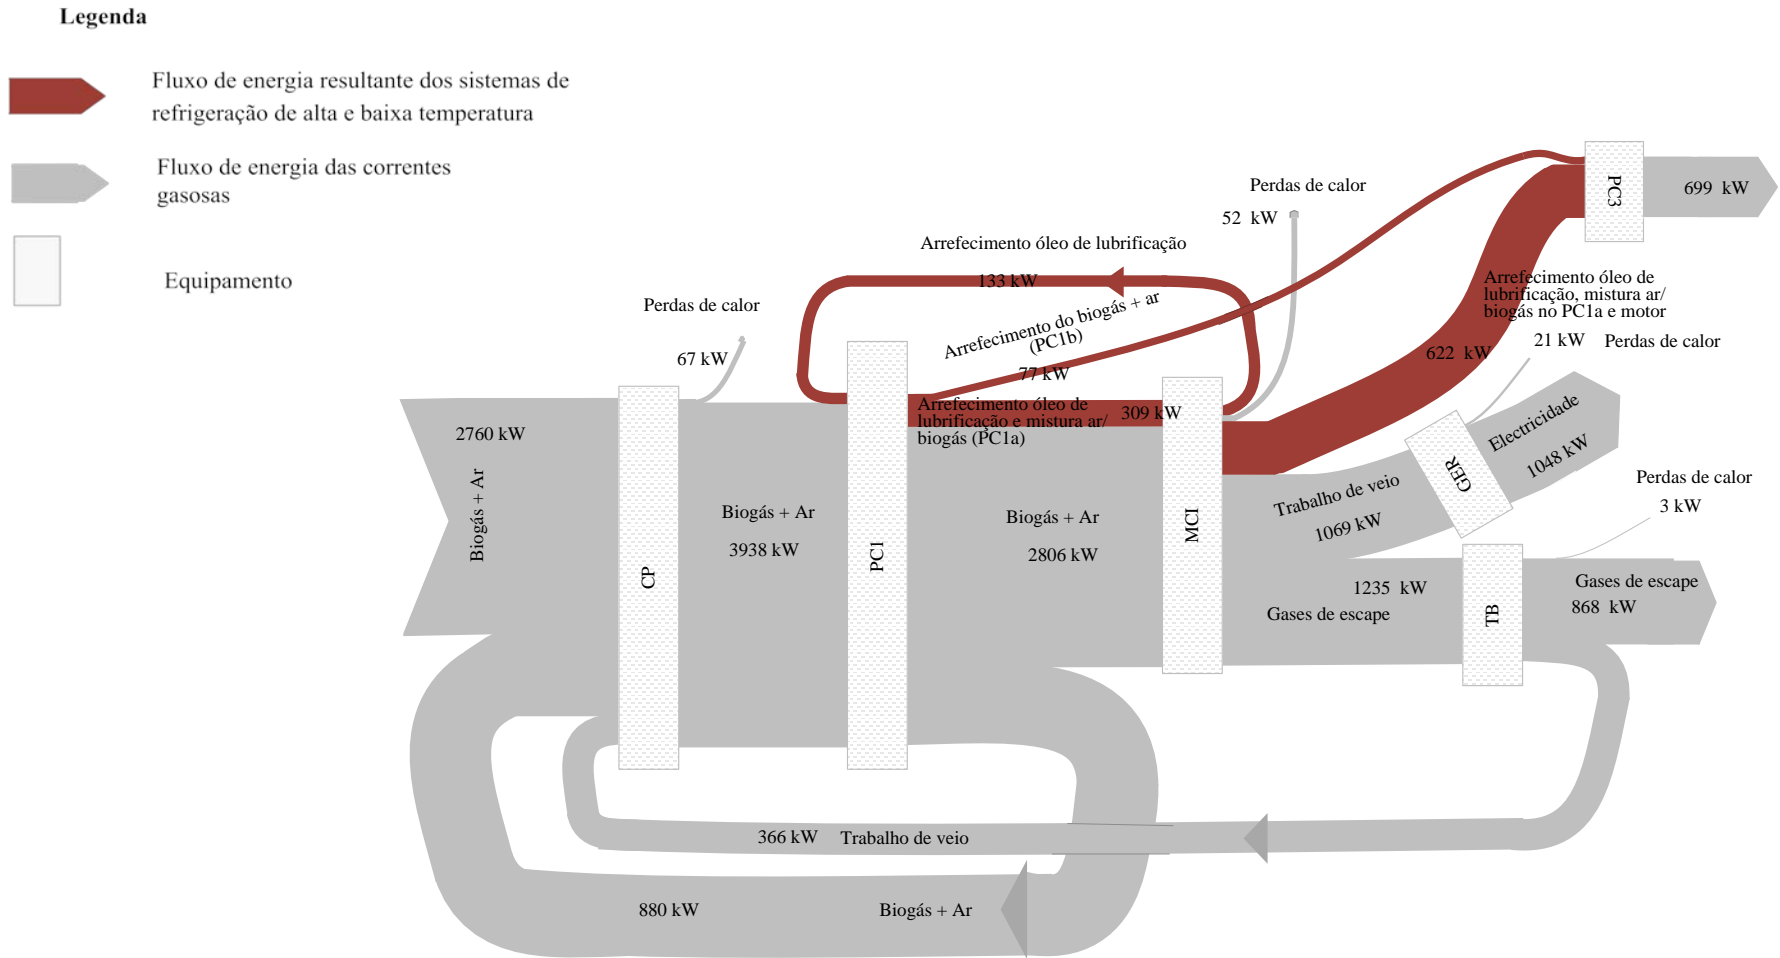 Legenda
Fluxo de energia resultante dos sistemas de
refrigeração de alta e baixa temperatura
Fluxo de energia das correntes
gasosas
Equipamento
PC3
699 kW
Perdas de calor
52 kW
Arrefecimento óleo de lubrificação
133 kW
Arrefecimento óleo de
lubrificação, mistura ar/
biogás no PC1a e motor
622 kW
Perdas de calor
67 kW
Arrefecimento do biogás + ar
(PC1b)
77 kW
21 kW
Perdas de calor
Arrefecimento óleo de
lubrificação e mistura ar/
biogás (PC1a)
309 kW
2760 kW
Biogás + Ar
CP
Biogás + Ar
3938 kW
PC1
Biogás + Ar
2806 kW
MCI
Trabalho de veio
1069 kW
GER
Electricidade
1048 kW
Perdas de calor
3 kW
1235 kW
Gases de escape
TB
Gases de escape
868 kW
366 kW
Trabalho de veio
880 kW
Biogás + Ar